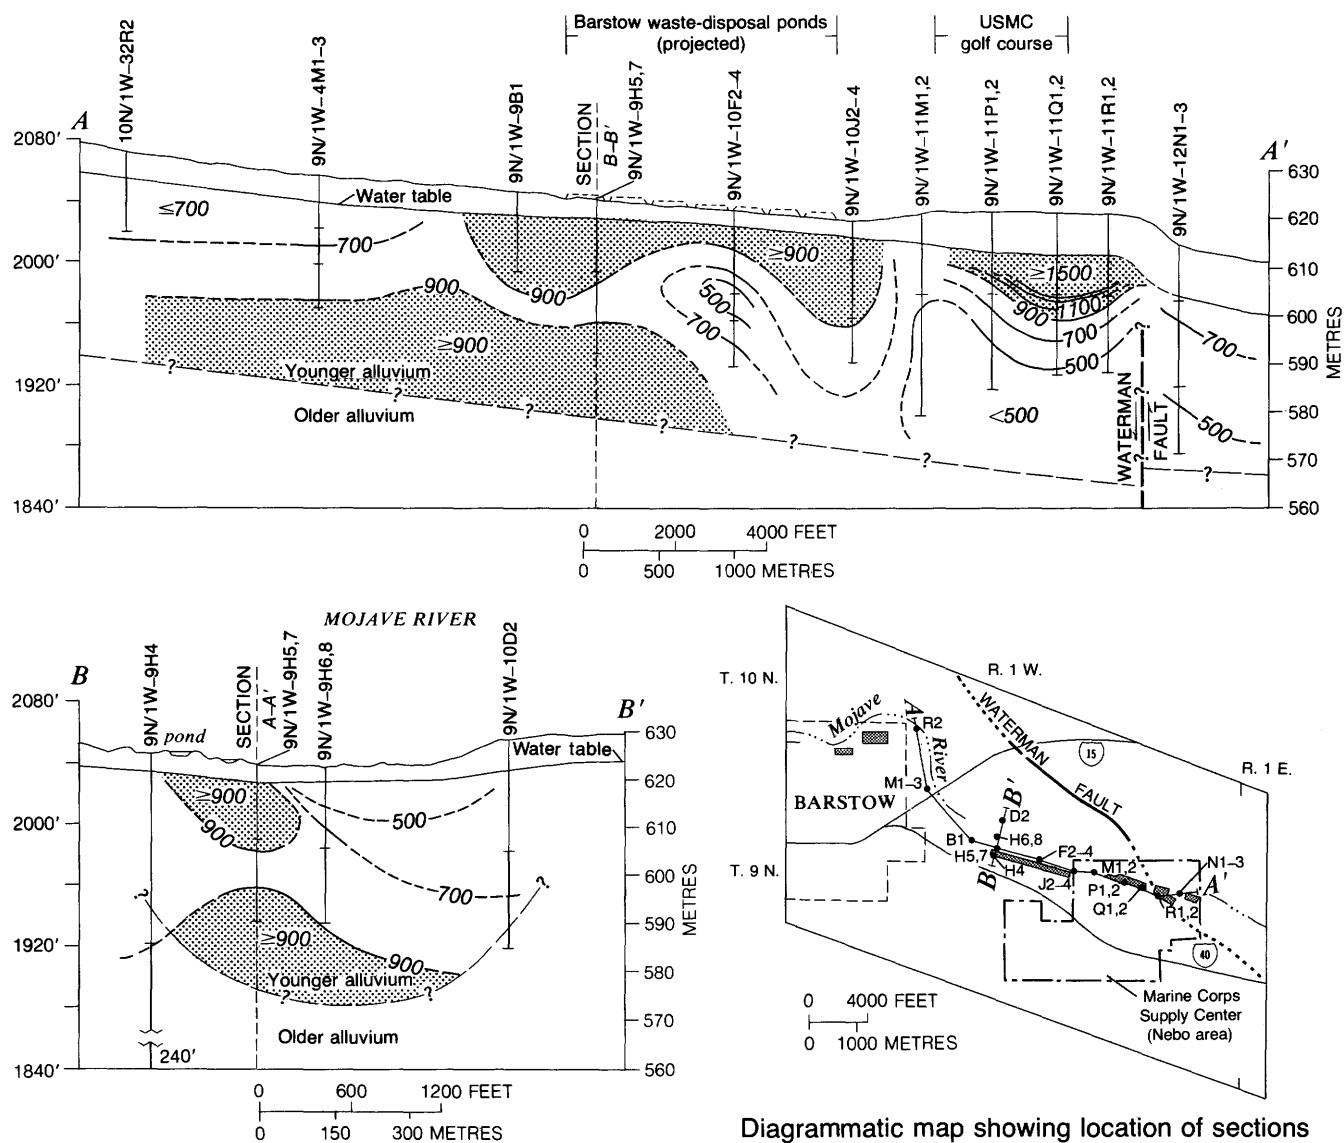 Barstow waste-disposal ponds
(projected)
USMC
golf course
10N/1W-32R2
9N/1W-4M1-3
9N/1W-9B1
SECTION
B-B'
9N/1W-9H5,7
9N/1W-10F2-4
9N/1W-10J2-4
9N/1W-11M1,2
9N/1W-11P1,2
9N/1W-11Q1,2
9N/1W-11R1,2
9N/1W-12N1-3
A
A'
2080'
2000'
1920'
1840'
630
620
610
600
590
580
570
560
METRES
Water table
≤700
700
900
900
≥900
≥900
500
700
≥1500
1100
900
700
500
<500
700
500
Younger alluvium
Older alluvium
? ? ? ? ? ? ?
? ? ?
WATERMAN
FAULT
0 2000 4000 FEET
0 500 1000 METRES
MOJAVE RIVER
B
B'
9N/1W-9H4
pond
SECTION
A-A'
9N/1W-9H5,7
9N/1W-9H6,8
9N/1W-10D2
2080'
2000'
1920'
1840'
630
620
610
600
590
580
570
560
METRES
Water table
≥900
900
500
700
?
?
≥900
900
Younger alluvium
? ?
Older alluvium
240'
0 600 1200 FEET
0 150 300 METRES
T. 10 N.
R. 1 W.
T. 9 N.
R. 1 E.
Mojave
River
A
R2
WATERMAN
FAULT
15
M1-3
BARSTOW
B'
D2
B1
H6,8
H5,7
H4
F2-4
B
J2-4
M1,2
P1,2
Q1,2
R1,2
N1-3
A'
40
Marine Corps
Supply Center
(Nebo area)
0 4000 FEET
0 1000 METRES
Diagrammatic map showing location of sections